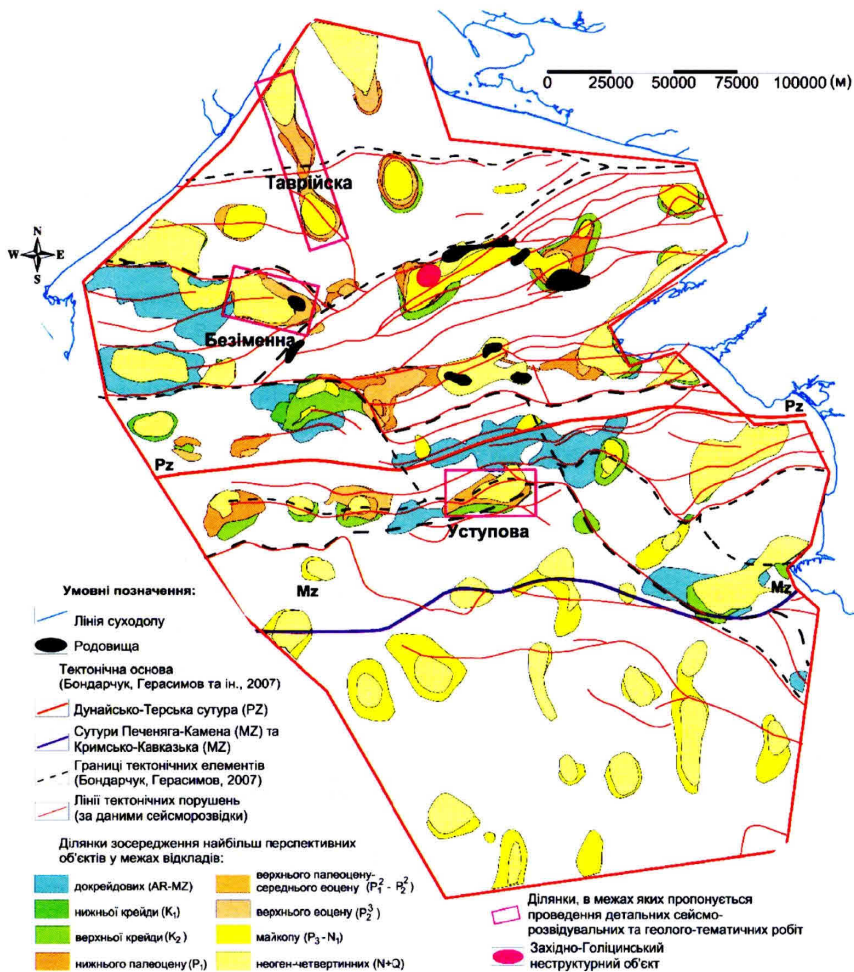 0 25000 50000 75000 100000 (м)
Таврійска
N
W E
S
Безіменна
Pz
Pz
Уступова
Mz
Mz
Умовні позначення:
Лінія суходолу
Родовища
Тектонічна основа
(Бондарчук, Герасимов та ін., 2007)
Дунайсько-Терська сутура (PZ)
Сутури Печеняга-Камена (MZ) та
Кримсько-Кавказька (MZ)
Границі тектонічних елементів
(Бондарчук, Герасимов, 2007)
Лінії тектонічних порушень
(за даними сейсморозвідки)
Ділянки зосередження найбільш перспективних
об'єктів у межах відкладів:
докрейдових (AR-MZ)
нижньої крейди (K₁)
верхньої крейди (K₂)
нижнього палеоцену (P₁)
верхнього палеоцену-
середнього еоцену (P₁² - P₂²)
верхнього еоцену (P₂³)
майкопу (P₃ - N₁)
неоген-четвертинних (N+Q)
Ділянки, в межах яких пропонується
проведення детальних сейсмо-
розвідувальних та геолого-тематичних робіт
Західно-Голіцинський
неструктурний об'єкт